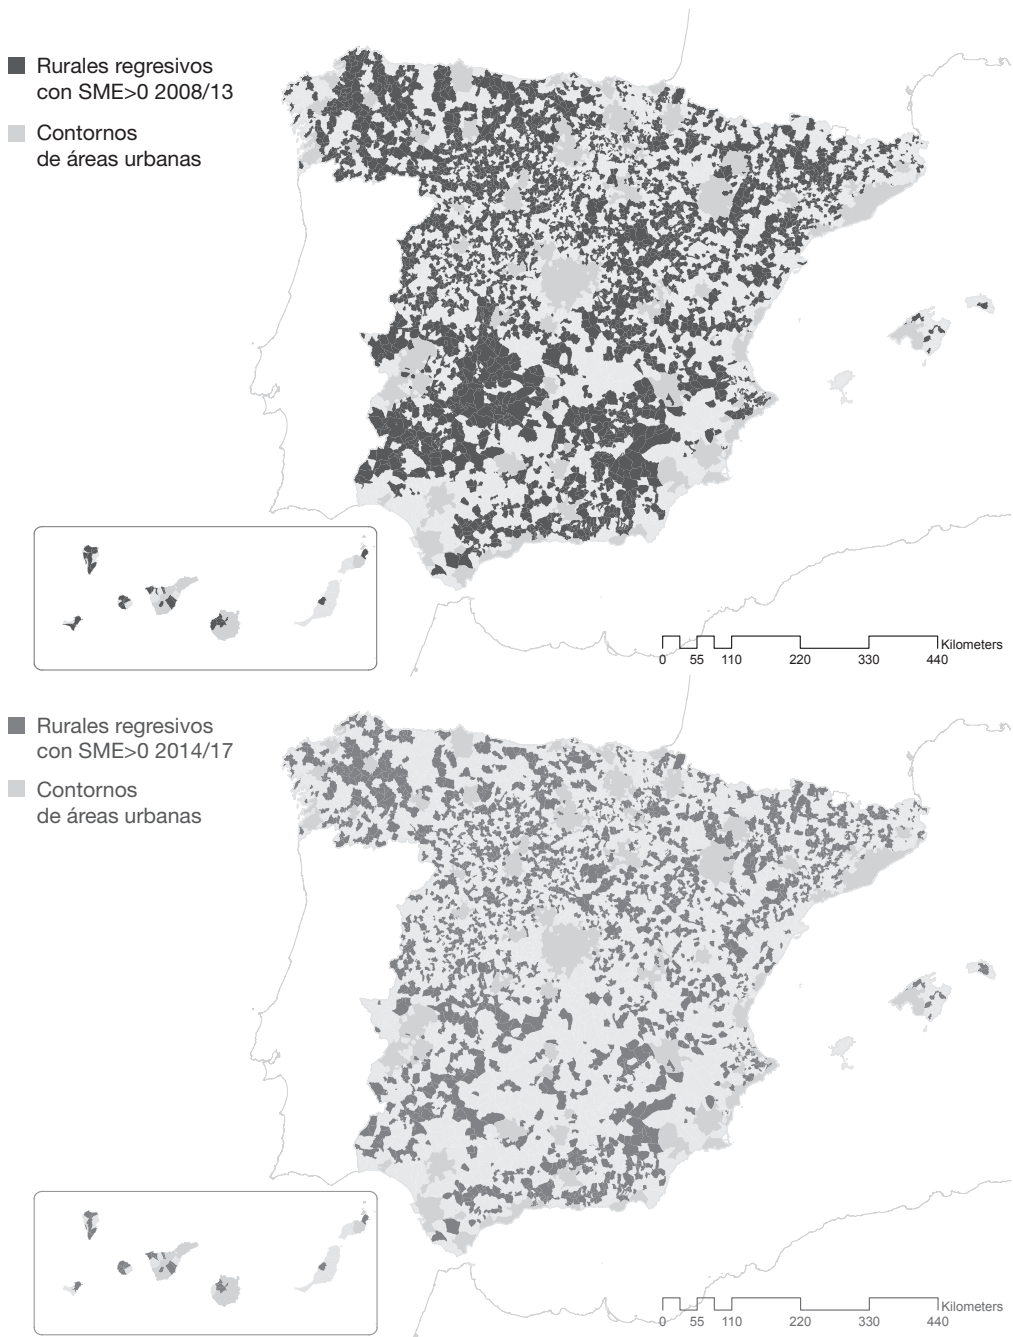 Rurales regresivos
con SME>0 2008/13
Contornos
de áreas urbanas
Kilometers
0 55 110 220 330 440
Rurales regresivos
con SME>0 2014/17
Contornos
de áreas urbanas
Kilometers
0 55 110 220 330 440